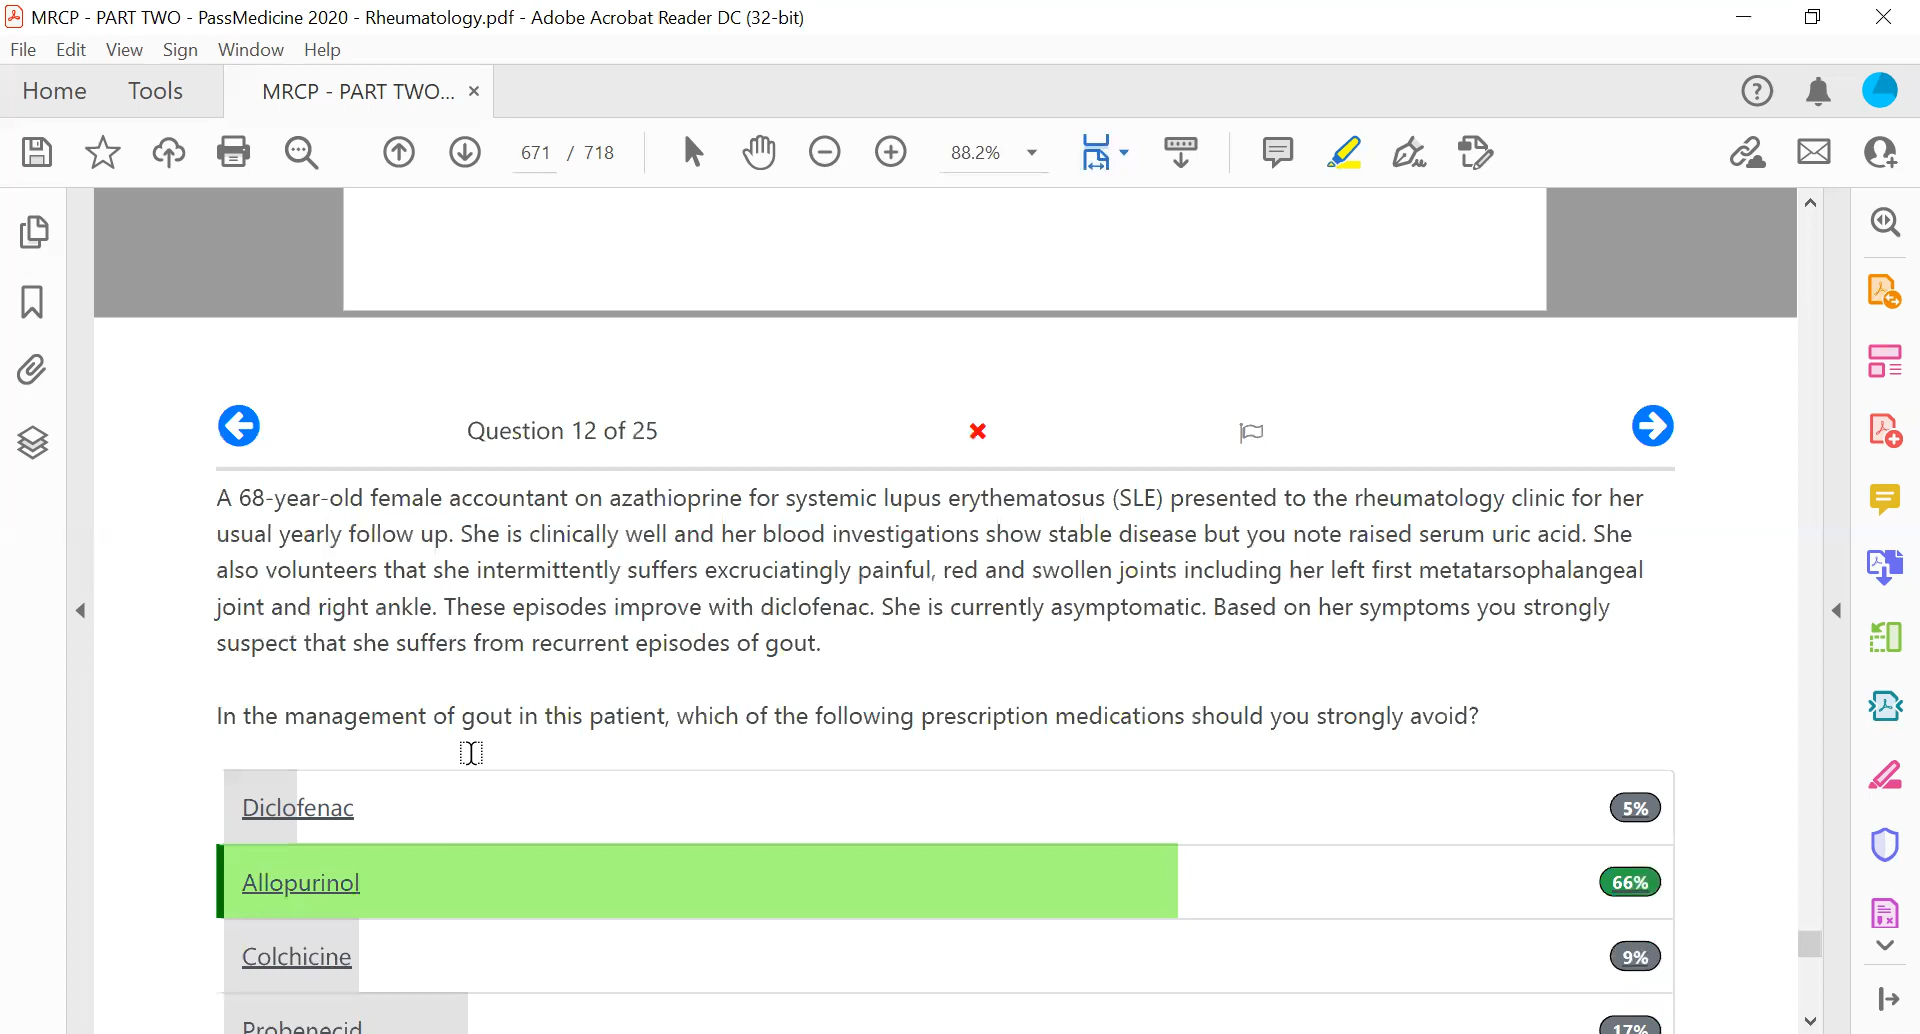 MRCP - PART TWO - PassMedicine 2020 - Rheumatology.pdf - Adobe Acrobat Reader DC (32-bit)
File Edit View Sign Window Help
Home Tools MRCP - PART TWO... ×
671 / 718 88.2%
Question 12 of 25
A 68-year-old female accountant on azathioprine for systemic lupus erythematosus (SLE) presented to the rheumatology clinic for her
usual yearly follow up. She is clinically well and her blood investigations show stable disease but you note raised serum uric acid. She
also volunteers that she intermittently suffers excruciatingly painful, red and swollen joints including her left first metatarsophalangeal
joint and right ankle. These episodes improve with diclofenac. She is currently asymptomatic. Based on her symptoms you strongly
suspect that she suffers from recurrent episodes of gout.
In the management of gout in this patient, which of the following prescription medications should you strongly avoid?
Diclofenac 5%
Allopurinol 66%
Colchicine 9%
Probenecid 17%